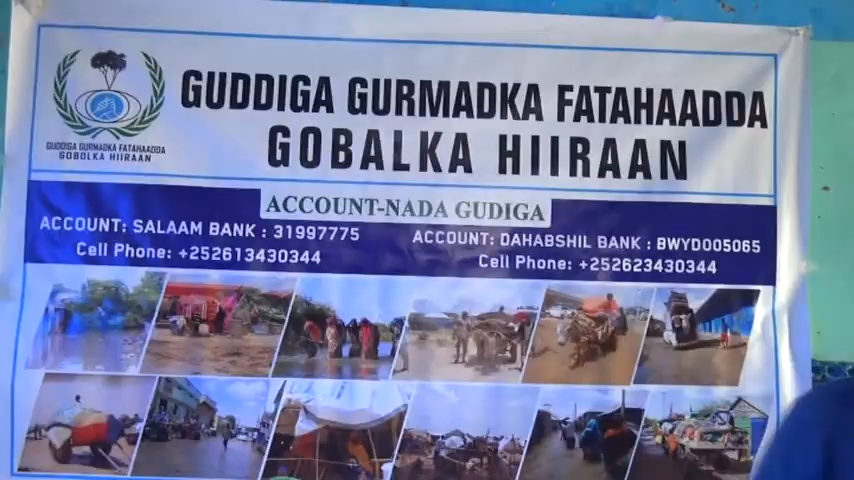 GUDDIGA GURMADKA FATAHAADDA
GOBALKA HIIRAAN
GUDDIGA GURMADKA FATAHAADDA
GOBOLKA HIIRAAN
ACCOUNT-NADA GUDIGA
ACCOUNT: SALAAM BANK : 31997775
Cell Phone: +252613430344
ACCOUNT: DAHABSHIL BANK : BWYD005065
Cell Phone: +252623430344